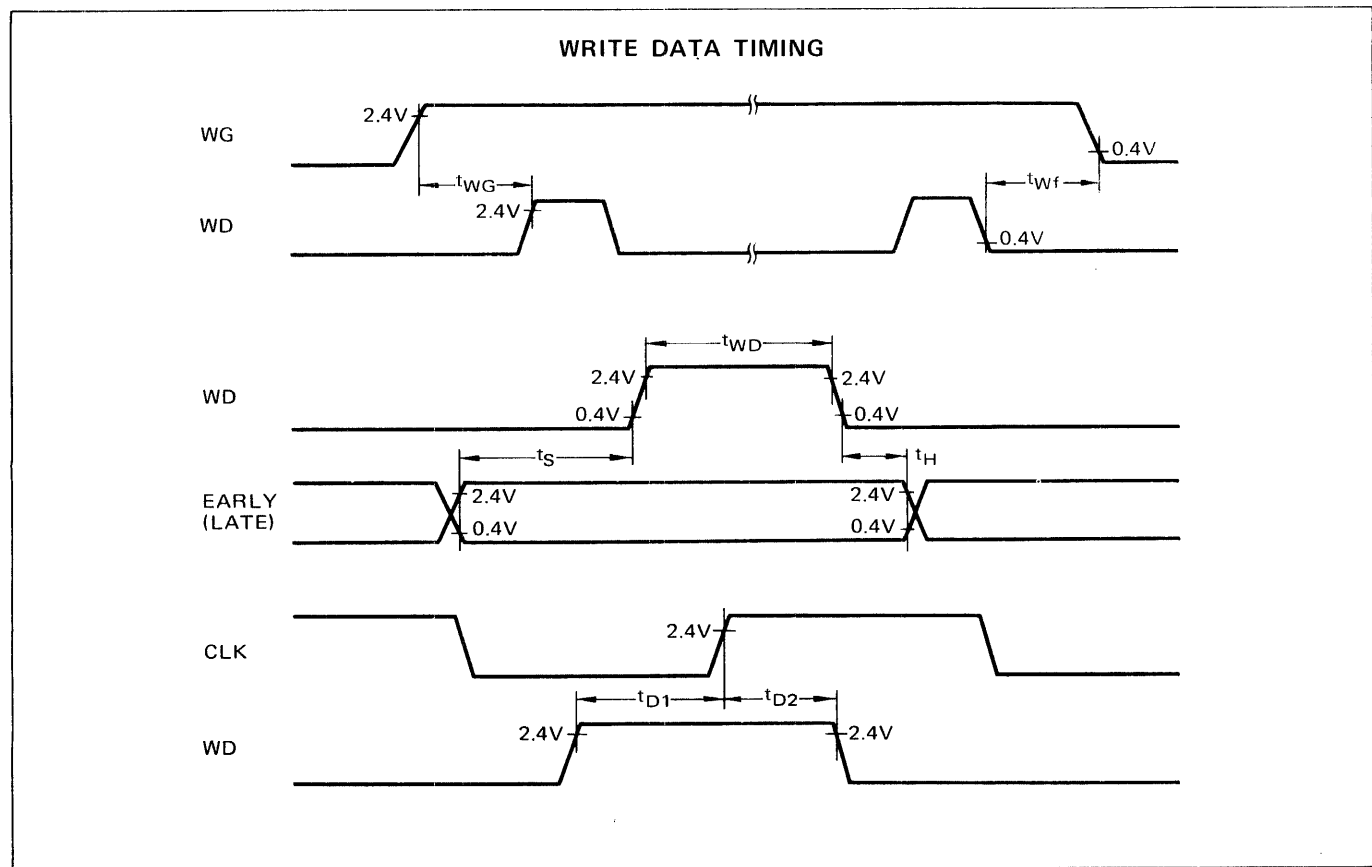 WRITE DATA TIMING
2.4V
WG
0.4V
tWG
tWf
2.4V
WD
0.4V
tWD
2.4V
2.4V
WD
0.4V
0.4V
tS
tH
EARLY
(LATE)
2.4V
2.4V
0.4V
0.4V
2.4V
CLK
tD1
tD2
2.4V
2.4V
WD